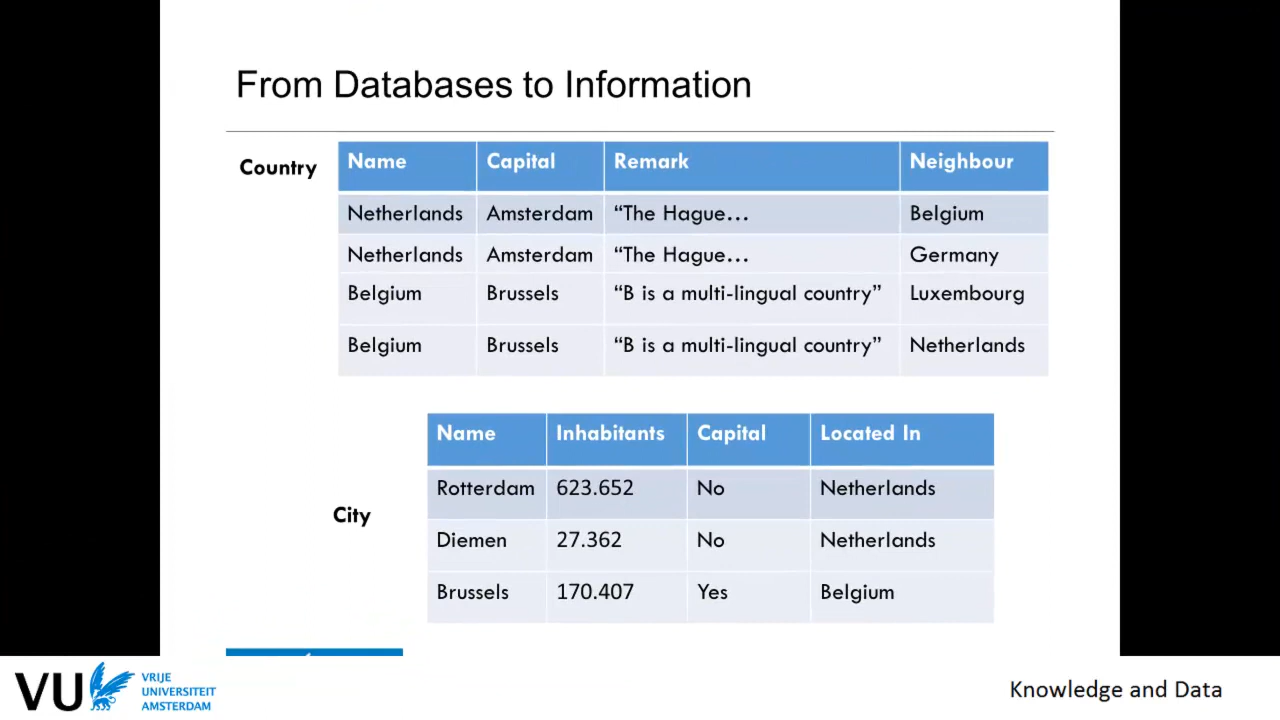 From Databases to Information
Country
Name Capital Remark Neighbour
Netherlands Amsterdam “The Hague… Belgium
Netherlands Amsterdam “The Hague… Germany
Belgium Brussels “B is a multi-lingual country” Luxembourg
Belgium Brussels “B is a multi-lingual country” Netherlands
City
Name Inhabitants Capital Located In
Rotterdam 623.652 No Netherlands
Diemen 27.362 No Netherlands
Brussels 170.407 Yes Belgium
VU VRIJE
UNIVERSITEIT
AMSTERDAM
Knowledge and Data